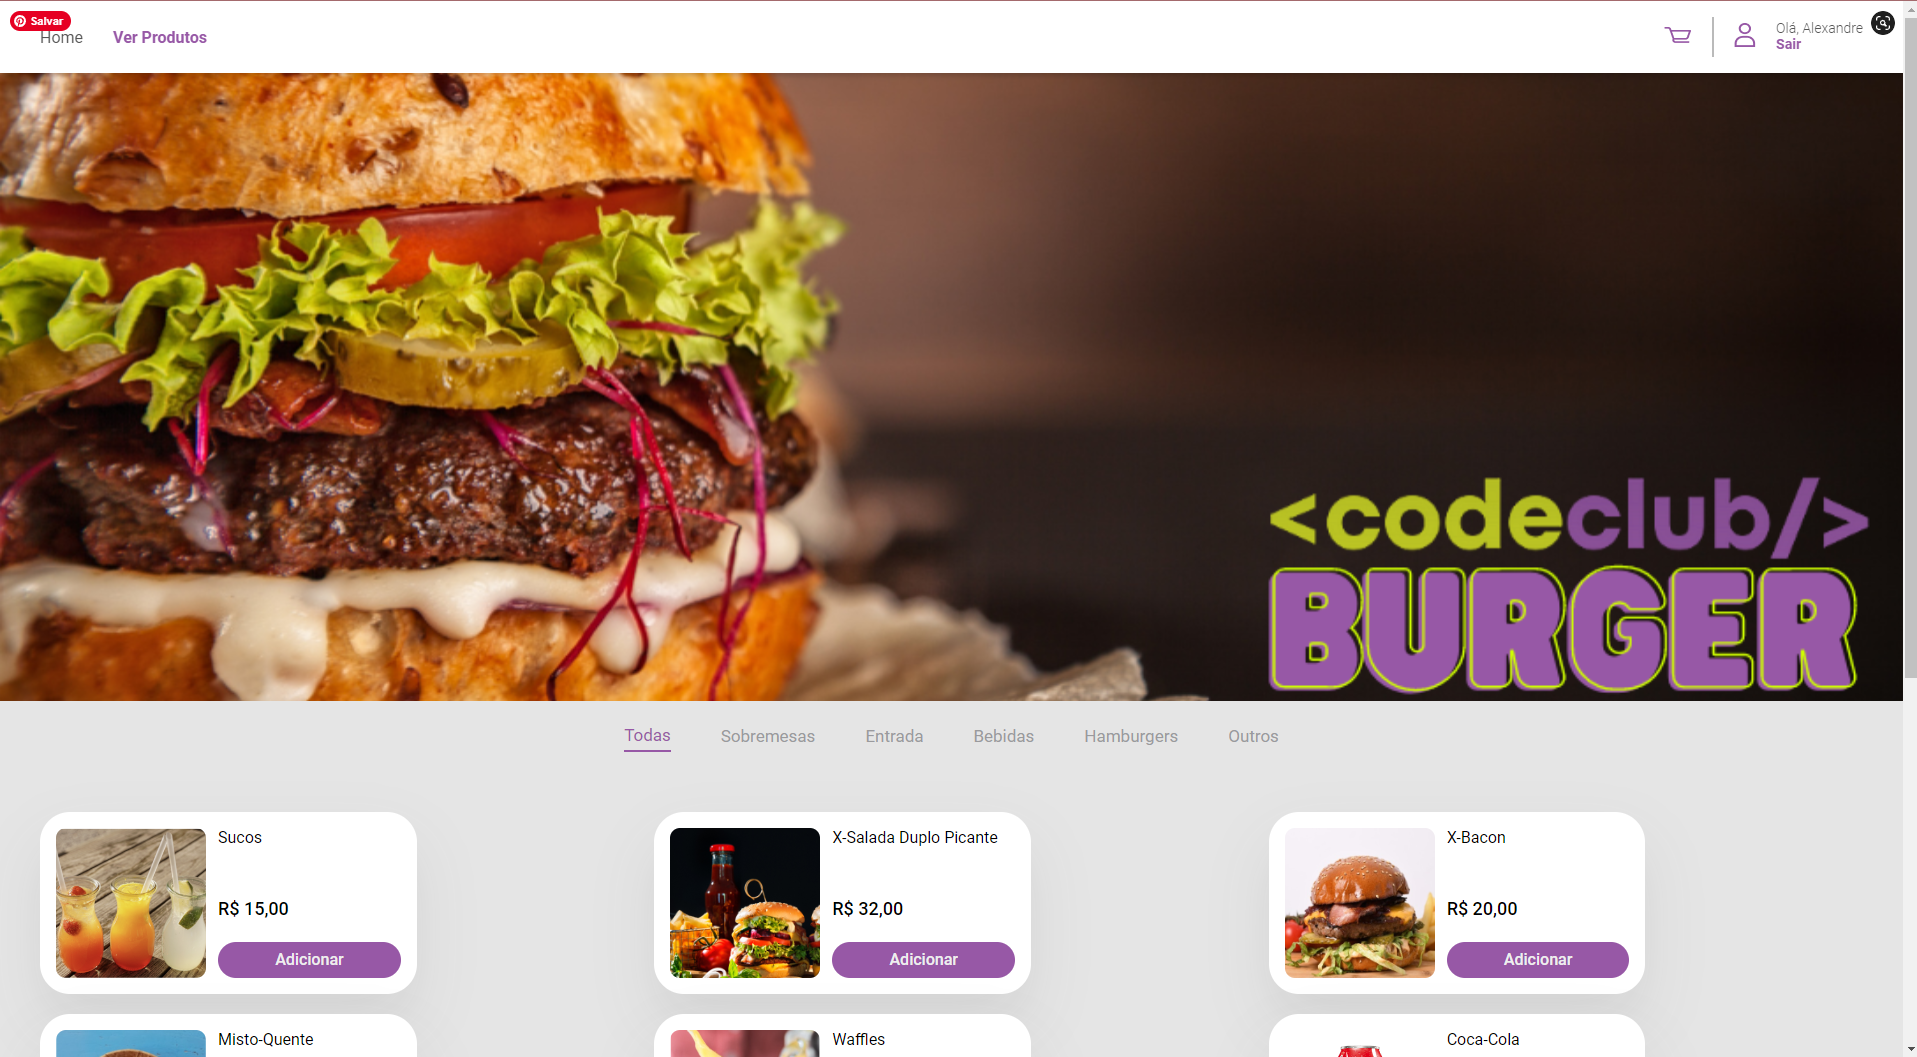 Salvar
Home
Ver Produtos
Olá, Alexandre
Sair
<codeclub/>
BURGER
Todas
Sobremesas
Entrada
Bebidas
Hamburgers
Outros
Sucos
R$ 15,00
Adicionar
X-Salada Duplo Picante
R$ 32,00
Adicionar
X-Bacon
R$ 20,00
Adicionar
Misto-Quente
Waffles
Coca-Cola